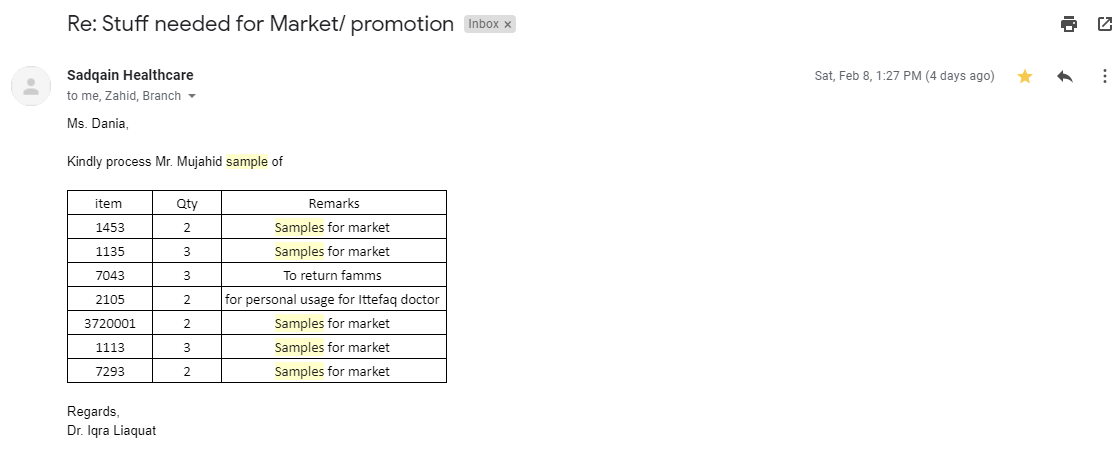 Re: Stuff needed for Market/ promotion Inbox ×
Sadqain Healthcare Sat, Feb 8, 1:27 PM (4 days ago)
to me, Zahid, Branch
Ms. Dania,
Kindly process Mr. Mujahid sample of
item Qty Remarks
1453 2 Samples for market
1135 3 Samples for market
7043 3 To return famms
2105 2 for personal usage for Ittefaq doctor
3720001 2 Samples for market
1113 3 Samples for market
7293 2 Samples for market
Regards,
Dr. Iqra Liaquat